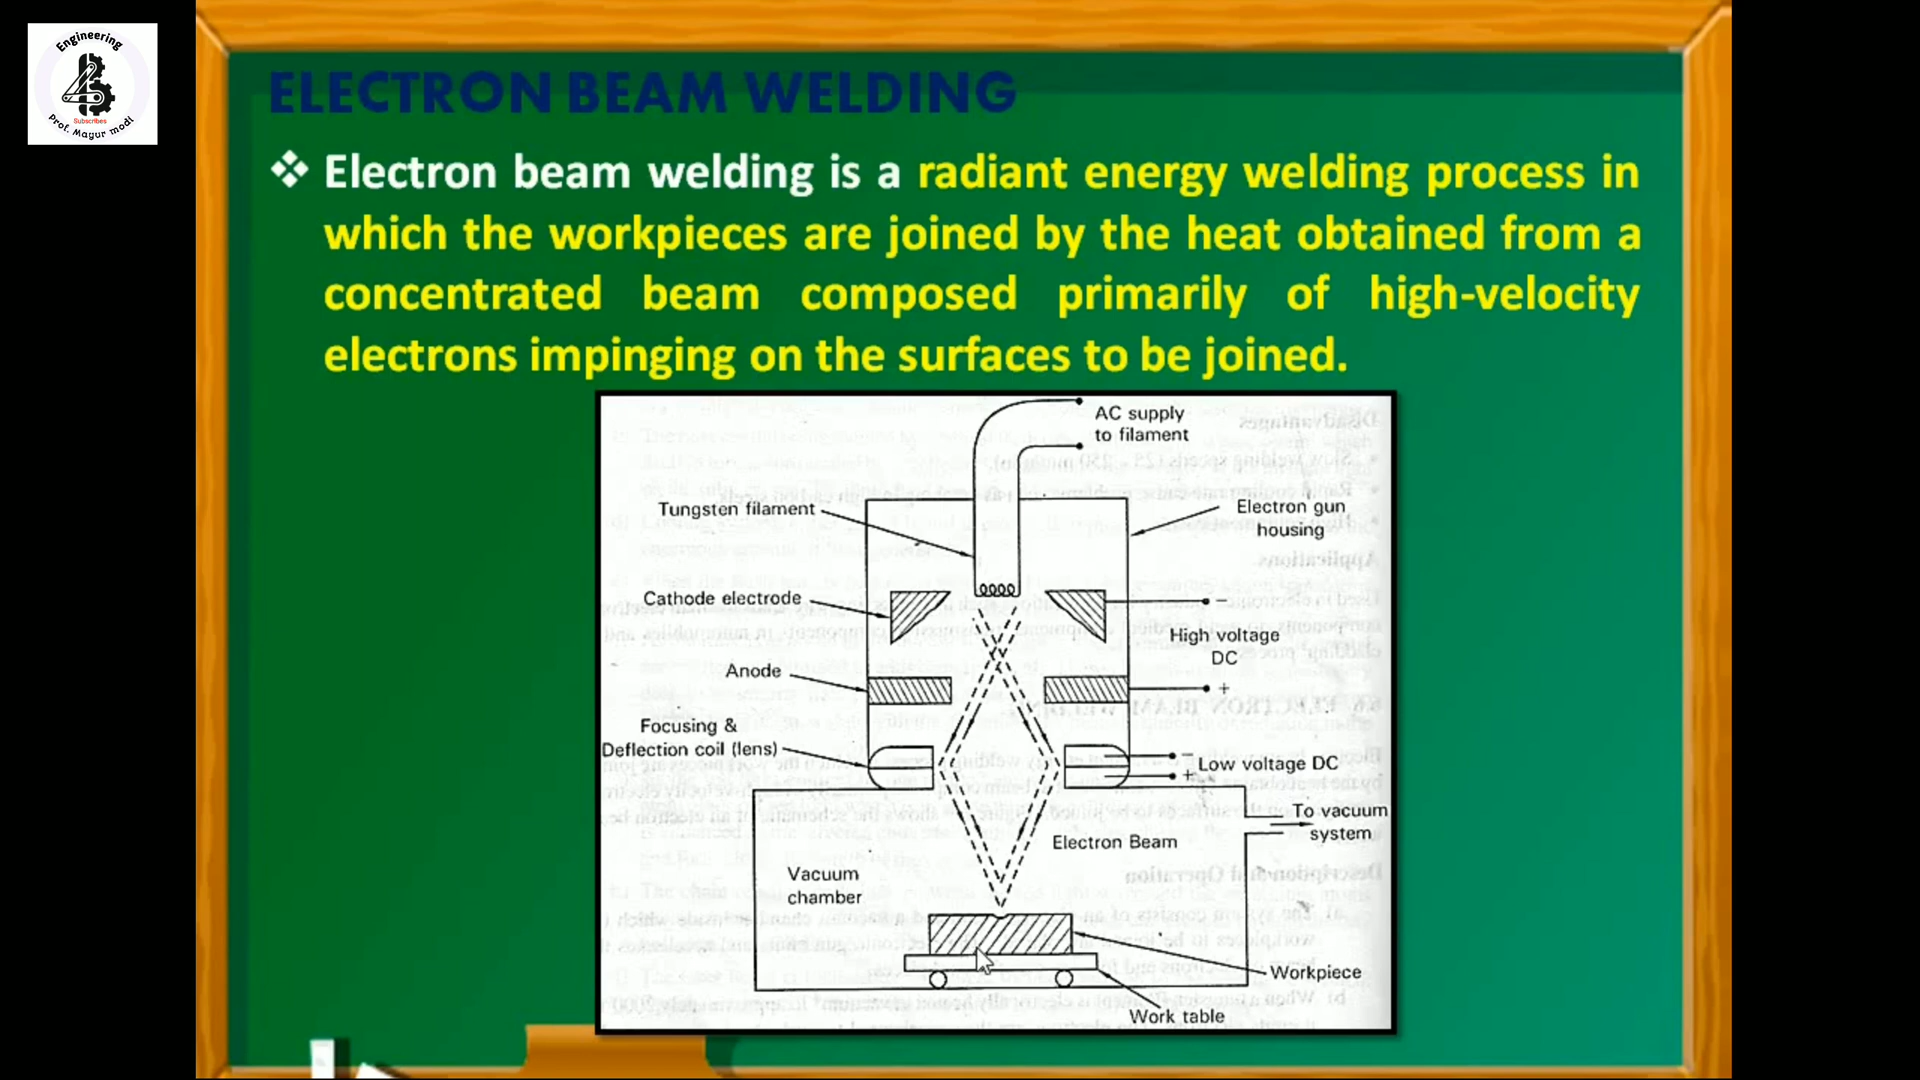 Engineering
Subscribes
Prof. Mayur modi
ELECTRON BEAM WELDING
❖ Electron beam welding is a radiant energy welding process in
which the workpieces are joined by the heat obtained from a
concentrated beam composed primarily of high-velocity
electrons impinging on the surfaces to be joined.
AC supply
to filament
Tungsten filament
Electron gun
housing
Cathode electrode
−
High voltage
DC
Anode
+
Focusing &
Deflection coil (lens)
−
Low voltage DC
+
To vacuum
system
Electron Beam
Vacuum
chamber
Workpiece
Work table